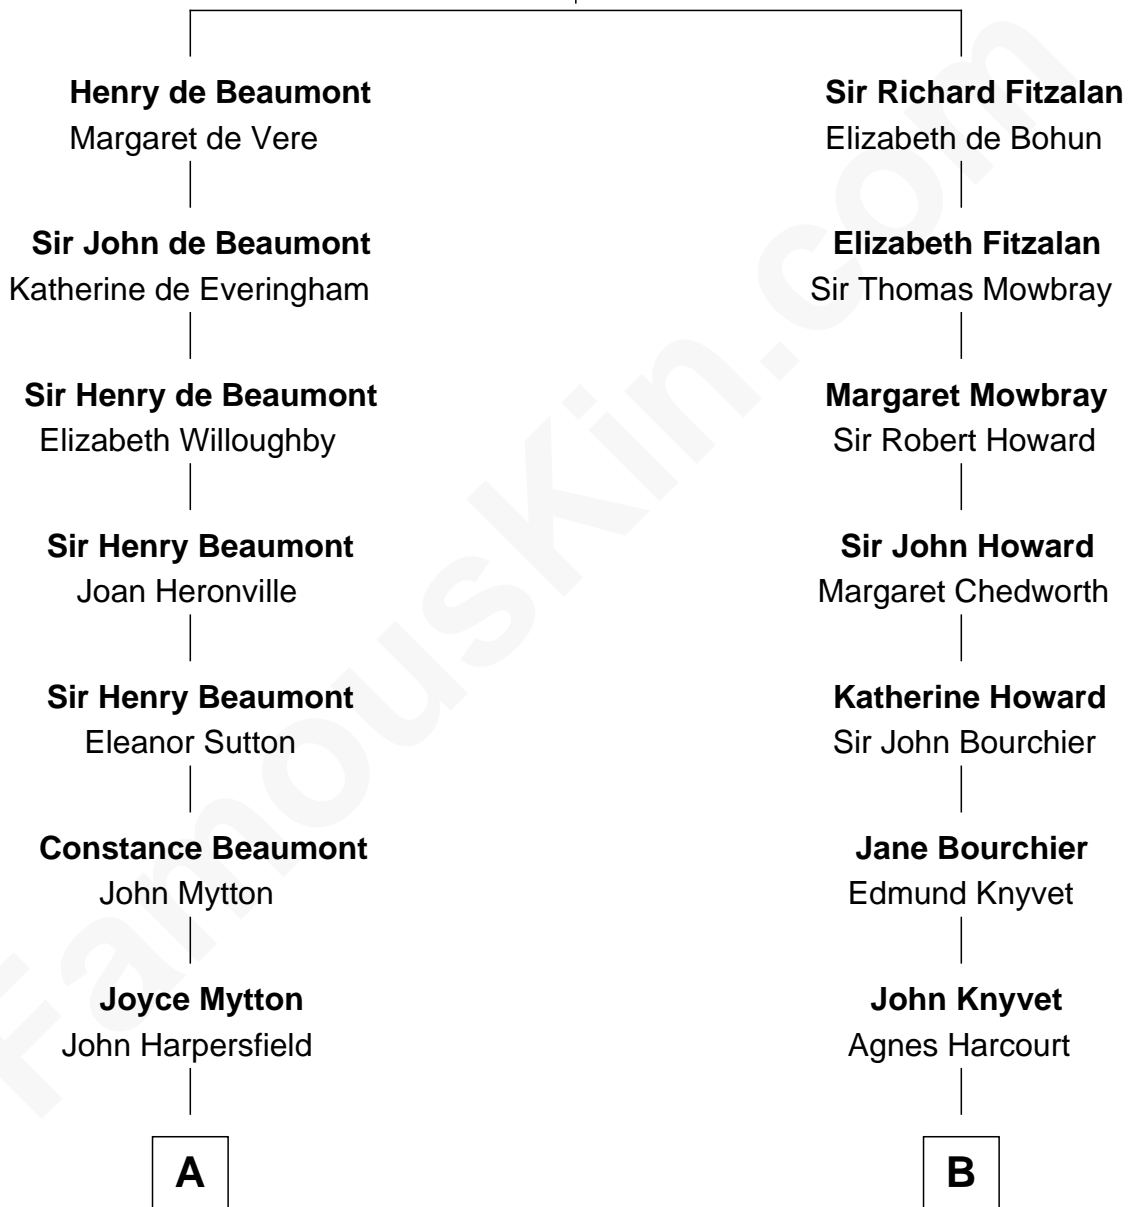 Henry de Beaumont
Margaret de Vere
Sir John de Beaumont
Katherine de Everingham
Sir Henry de Beaumont
Elizabeth Willoughby
Sir Henry Beaumont
Joan Heronville
Sir Henry Beaumont
Eleanor Sutton
Constance Beaumont
John Mytton
Joyce Mytton
John Harpersfield
A
Sir Richard Fitzalan
Elizabeth de Bohun
Elizabeth Fitzalan
Sir Thomas Mowbray
Margaret Mowbray
Sir Robert Howard
Sir John Howard
Margaret Chedworth
Katherine Howard
Sir John Bourchier
Jane Bourchier
Edmund Knyvet
John Knyvet
Agnes Harcourt
B
FamousKin.com